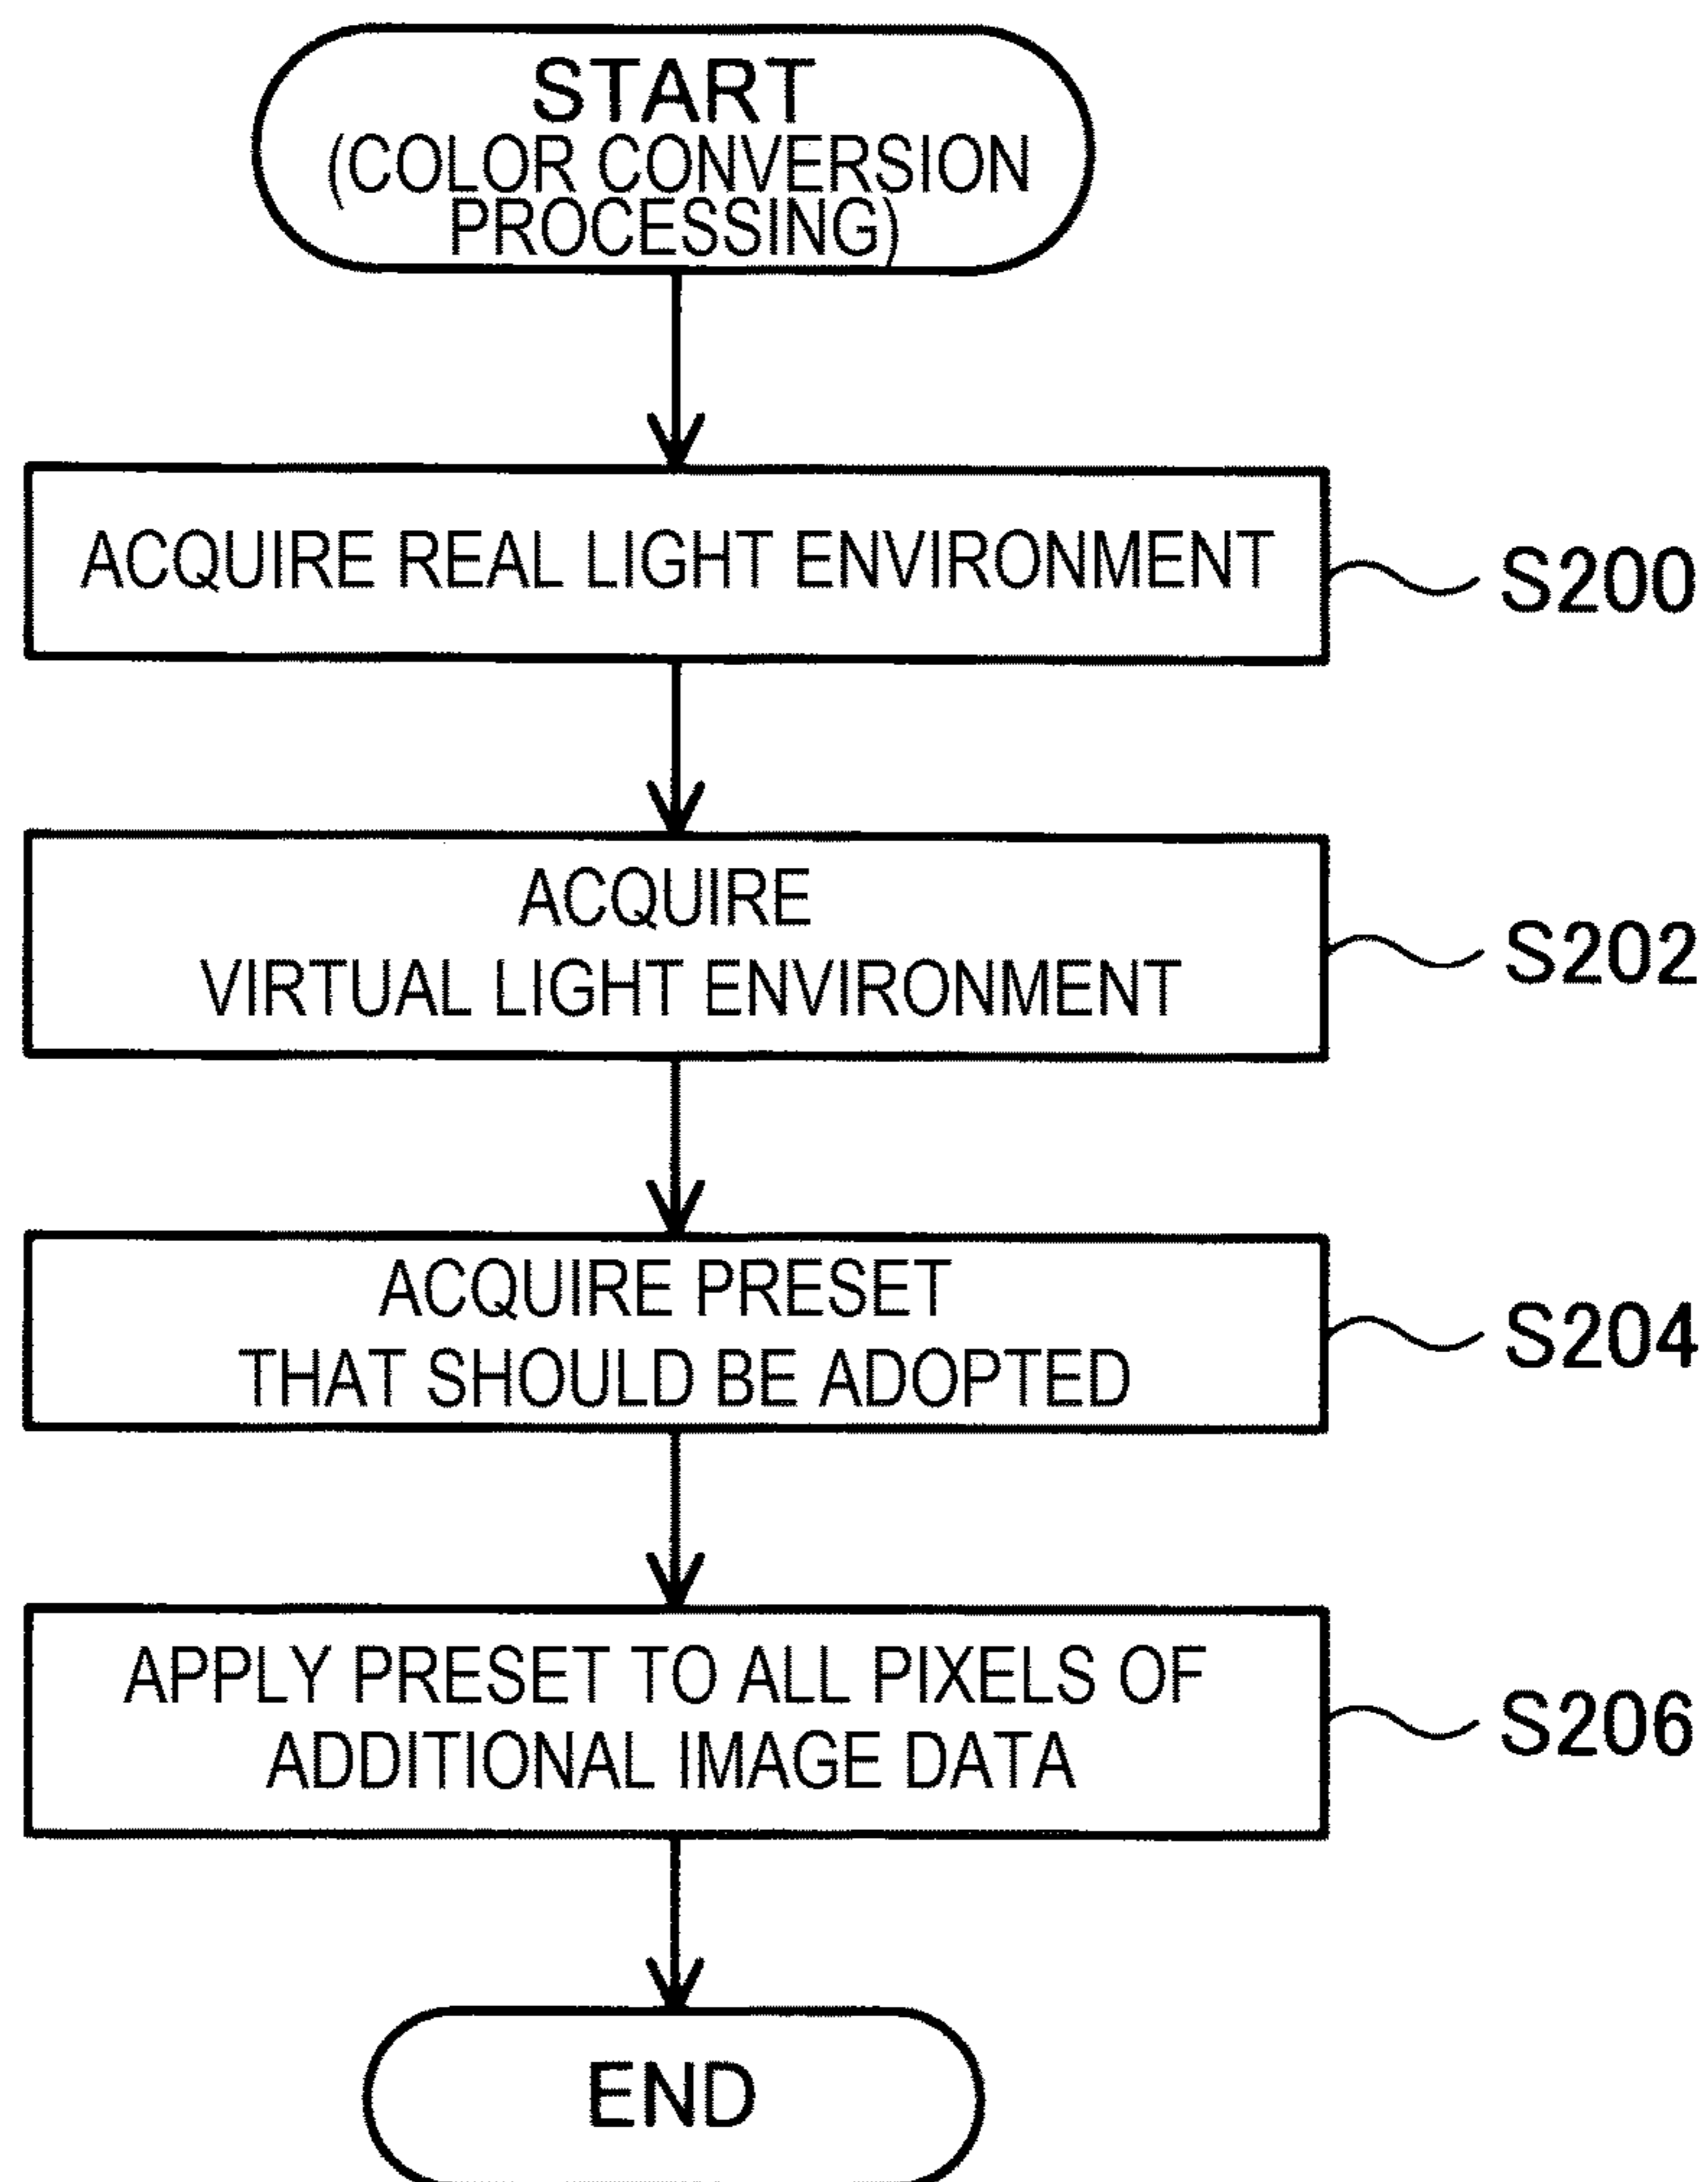 START
(COLOR CONVERSION
PROCESSING)
ACQUIRE REAL LIGHT ENVIRONMENT
S200
ACQUIRE
VIRTUAL LIGHT ENVIRONMENT
S202
ACQUIRE PRESET
THAT SHOULD BE ADOPTED
S204
APPLY PRESET TO ALL PIXELS OF
ADDITIONAL IMAGE DATA
S206
END